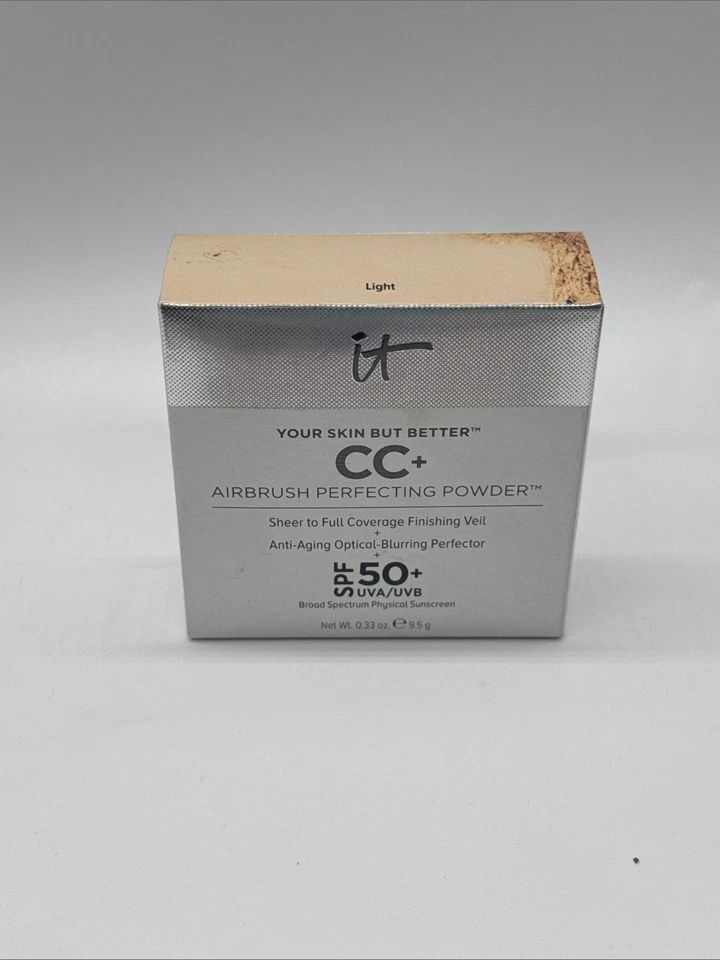 Light
it
YOUR SKIN BUT BETTER™
CC+
AIRBRUSH PERFECTING POWDER™
Sheer to Full Coverage Finishing Veil
+
Anti-Aging Optical-Blurring Perfector
+
SPF 50+
UVA/UVB
Broad Spectrum Physical Sunscreen
Net Wt. 0.33 oz. ℮ 9.5 g